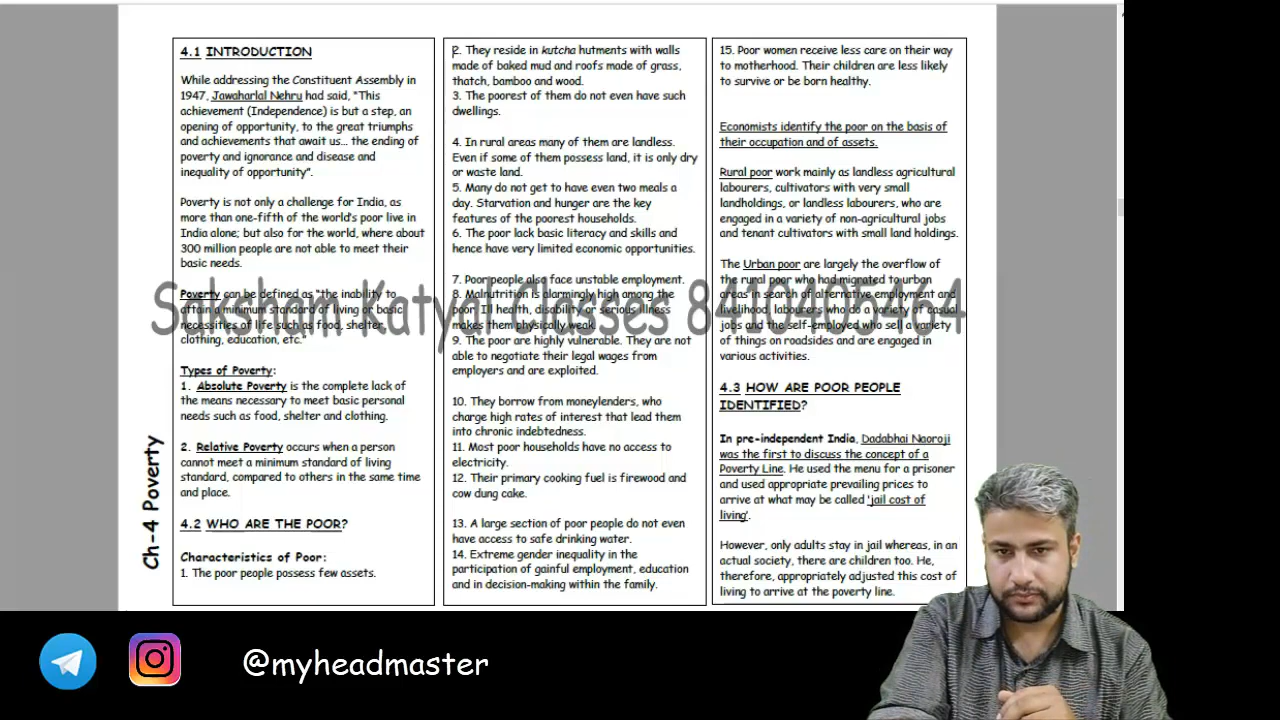 4.1 INTRODUCTION
While addressing the Constituent Assembly in
1947, Jawaharlal Nehru had said, "This
achievement (Independence) is but a step, an
opening of opportunity, to the great triumphs
and achievements that await us... the ending of
poverty and ignorance and disease and
inequality of opportunity".
Poverty is not only a challenge for India, as
more than one-fifth of the world's poor live in
India alone; but also for the world, where about
300 million people are not able to meet their
basic needs.
Poverty can be defined as "the inability to
attain a minimum standard of living or basic
necessities of life such as food, shelter,
clothing, education, etc."
Types of Poverty:
1. Absolute Poverty is the complete lack of
the means necessary to meet basic personal
needs such as food, shelter and clothing.
2. Relative Poverty occurs when a person
cannot meet a minimum standard of living
standard, compared to others in the same time
and place.
4.2 WHO ARE THE POOR?
Characteristics of Poor:
1. The poor people possess few assets.
2. They reside in kutcha hutments with walls
made of baked mud and roofs made of grass,
thatch, bamboo and wood.
3. The poorest of them do not even have such
dwellings.
4. In rural areas many of them are landless.
Even if some of them possess land, it is only dry
or waste land.
5. Many do not get to have even two meals a
day. Starvation and hunger are the key
features of the poorest households.
6. The poor lack basic literacy and skills and
hence have very limited economic opportunities.
7. Poor people also face unstable employment.
8. Malnutrition is alarmingly high among the
poor. Ill health, disability or serious illness
makes them physically weak.
9. The poor are highly vulnerable. They are not
able to negotiate their legal wages from
employers and are exploited.
10. They borrow from moneylenders, who
charge high rates of interest that lead them
into chronic indebtedness.
11. Most poor households have no access to
electricity.
12. Their primary cooking fuel is firewood and
cow dung cake.
13. A large section of poor people do not even
have access to safe drinking water.
14. Extreme gender inequality in the
participation of gainful employment, education
and in decision-making within the family.
15. Poor women receive less care on their way
to motherhood. Their children are less likely
to survive or be born healthy.
Economists identify the poor on the basis of
their occupation and of assets.
Rural poor work mainly as landless agricultural
labourers, cultivators with very small
landholdings, or landless labourers, who are
engaged in a variety of non-agricultural jobs
and tenant cultivators with small land holdings.
The Urban poor are largely the overflow of
the rural poor who had migrated to urban
areas in search of alternative employment and
livelihood, labourers who do a variety of casual
jobs and the self-employed who sell a variety
of things on roadsides and are engaged in
various activities.
4.3 HOW ARE POOR PEOPLE
IDENTIFIED?
In pre-independent India, Dadabhai Naoroji
was the first to discuss the concept of a
Poverty Line. He used the menu for a prisoner
and used appropriate prevailing prices to
arrive at what may be called 'jail cost of
living'.
However, only adults stay in jail whereas, in an
actual society, there are children too. He,
therefore, appropriately adjusted this cost of
living to arrive at the poverty line.
Ch-4 Poverty
Saksham Katyal Classes 8410405404
@myheadmaster